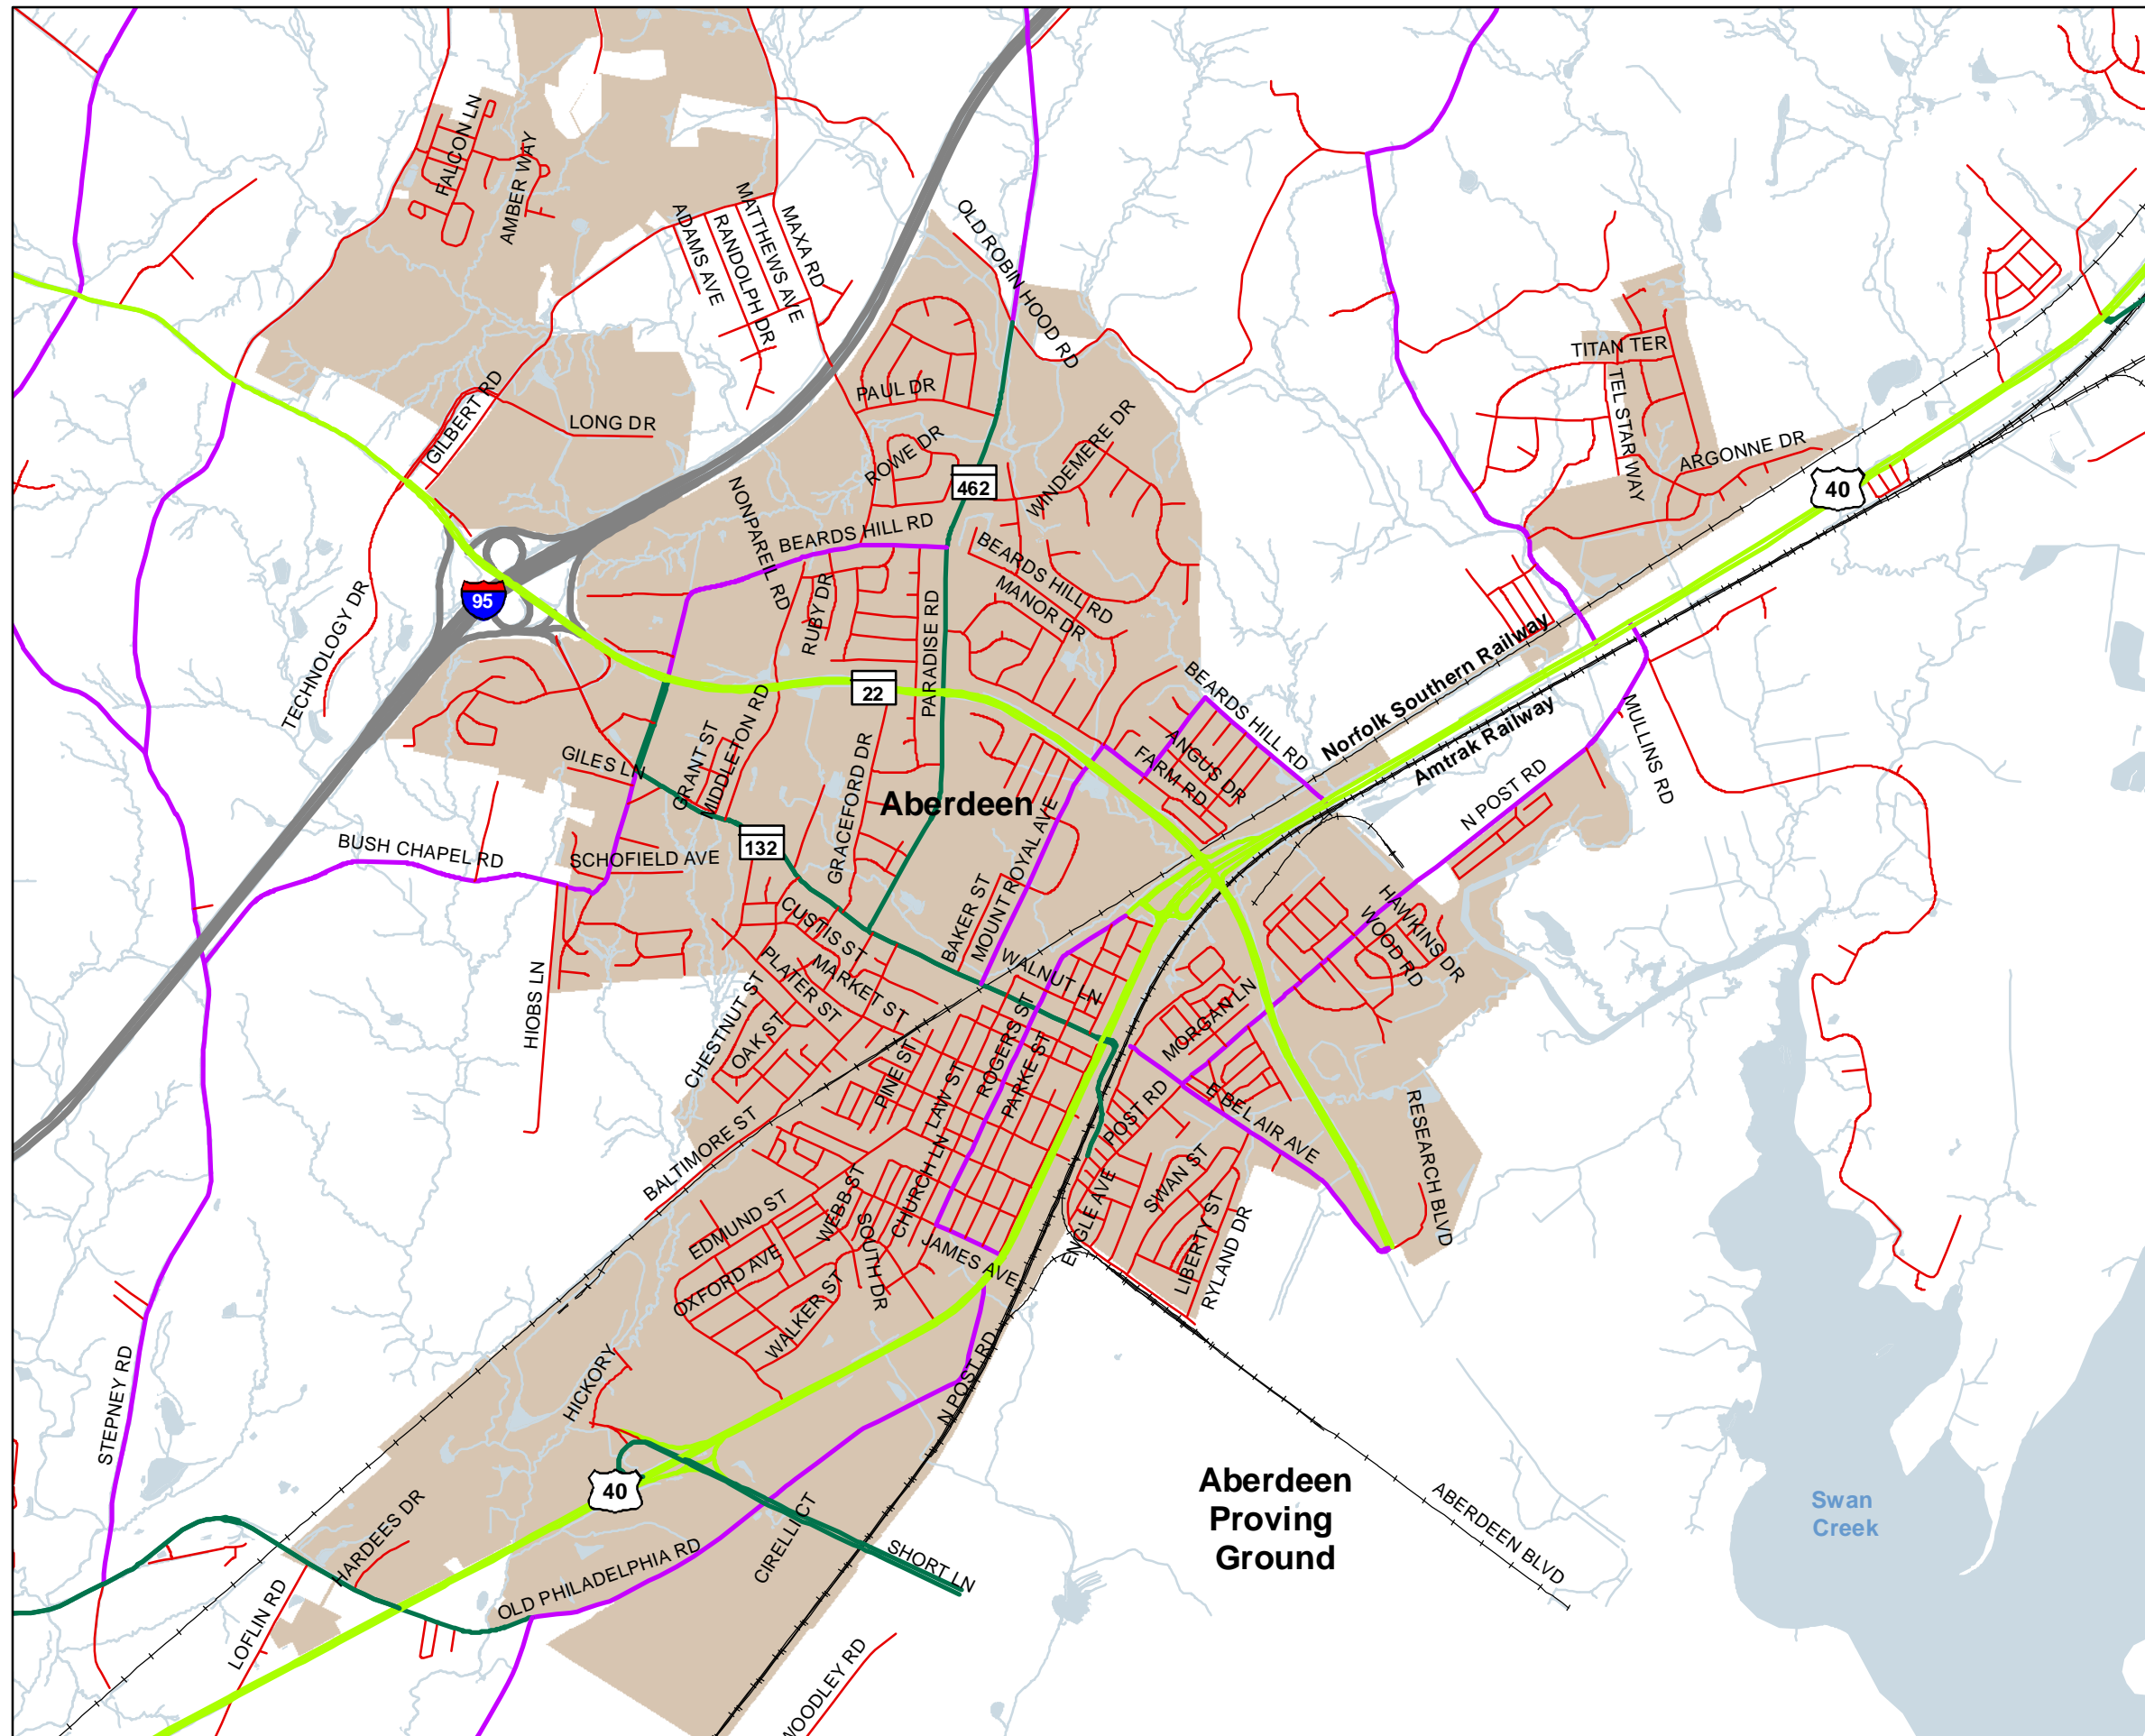 FALCON LN
AMBER WAY
ADAMS AVE
RANDOLPH DR
MATTHEWS AVE
MAXA RD
OLD ROBIN HOOD RD
TITAN TER
TEL STAR WAY
ARGONNE DR
40
PAUL DR
GILBERT RD
LONG DR
ROWE DR
462
WINDEMERE DR
NONPAREIL RD
BEARDS HILL RD
BEARDS HILL RD
MANOR DR
95
TECHNOLOGY DR
RUBY DR
PARADISE RD
22
BEARDS HILL RD
Norfolk Southern Railway
Amtrak Railway
MULLINS RD
N POST RD
ANGUS DR
FARM RD
GILES LN
GRANT ST
MIDDLETON RD
GRACEFORD DR
Aberdeen
132
BUSH CHAPEL RD
SCHOFIELD AVE
BAKER ST
MOUNT ROYAL AVE
CUSTIS ST
MARKET ST
PLATER ST
WALNUT LN
HAWKINS DR
WOOD RD
HIOBS LN
CHESTNUT ST
OAK ST
PINE ST
LAW ST
ROGERS ST
PARKE ST
MORGAN LN
POST RD
E BEL AIR AVE
RESEARCH BLVD
BALTIMORE ST
EDMUND ST
OXFORD AVE
WEBB ST
SOUTH DR
CHURCH LN
JAMES AVE
WALKER ST
ENGLE AVE
SWAN ST
LIBERTY ST
RYLAND DR
STEPNEY RD
HICKORY
N POST RD
40
HARDEES DR
LOFLIN RD
OLD PHILADELPHIA RD
CIRELLI CT
SHORT LN
WOODLEY RD
Aberdeen
Proving
Ground
ABERDEEN BLVD
Swan
Creek